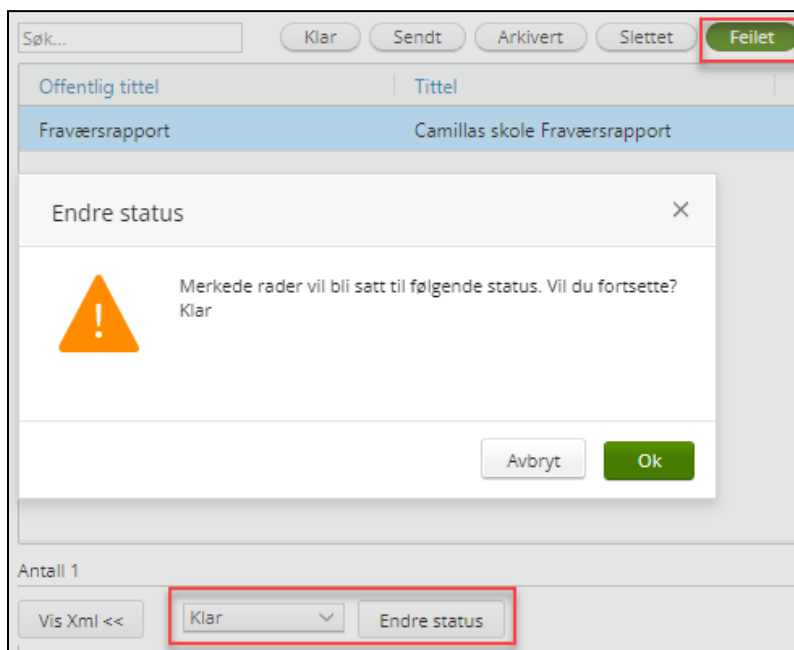 Søk...
Klar Sendt Arkivert Slettet Feilet
Offentlig tittel Tittel
Fraværsrapport Camillas skole Fraværsrapport
Endre status
Merkede rader vil bli satt til følgende status. Vil du fortsette?
Klar
Avbryt Ok
Antall 1
Vis Xml << Klar Endre status